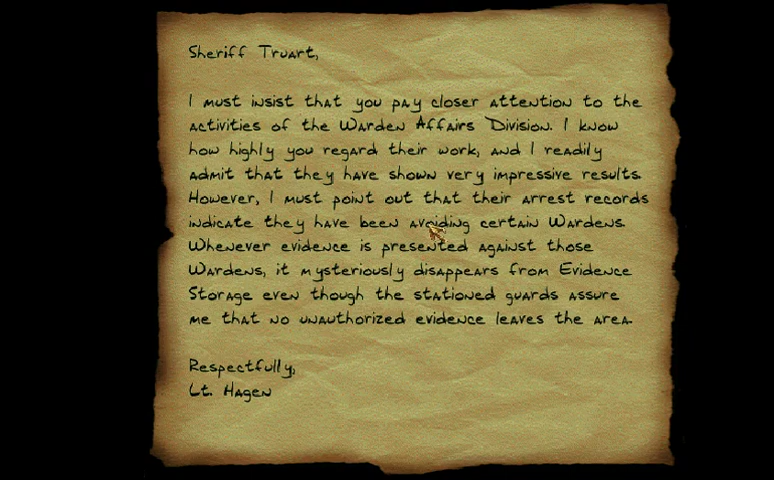 Sheriff Truart,
I must insist that you pay closer attention to the
activities of the Warden Affairs Division. I know
how highly you regard their work, and I readily
admit that they have shown very impressive results.
However, I must point out that their arrest records
indicate they have been avoiding certain Wardens.
Whenever evidence is presented against those
Wardens, it mysteriously disappears from Evidence
Storage even though the stationed guards assure
me that no unauthorized evidence leaves the area.
Respectfully,
Lt. Hagen